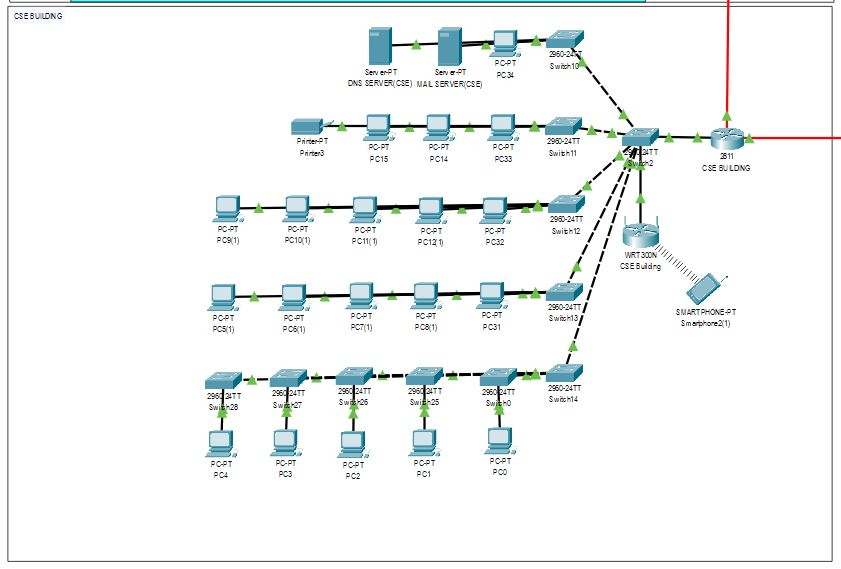 CSE BUILDING
Server-PT
DNS SERVER(CSE)
Server-PT
MAIL SERVER(CSE)
PC-PT
PC34
2960-24TT
Switch10
Printer-PT
Printer3
PC-PT
PC15
PC-PT
PC14
PC-PT
PC33
2960-24TT
Switch11
2960-24TT
Switch2
2811
CSE BUILDING
PC-PT
PC9(1)
PC-PT
PC10(1)
PC-PT
PC11(1)
PC-PT
PC12(1)
PC-PT
PC32
2960-24TT
Switch12
WRT300N
CSE Building
SMARTPHONE-PT
Smartphone2(1)
PC-PT
PC5(1)
PC-PT
PC6(1)
PC-PT
PC7(1)
PC-PT
PC8(1)
PC-PT
PC31
2960-24TT
Switch13
2960-24TT
Switch28
2960-24TT
Switch27
2960-24TT
Switch26
2960-24TT
Switch25
2960-24TT
Switch0
2960-24TT
Switch14
PC-PT
PC4
PC-PT
PC3
PC-PT
PC2
PC-PT
PC1
PC-PT
PC0